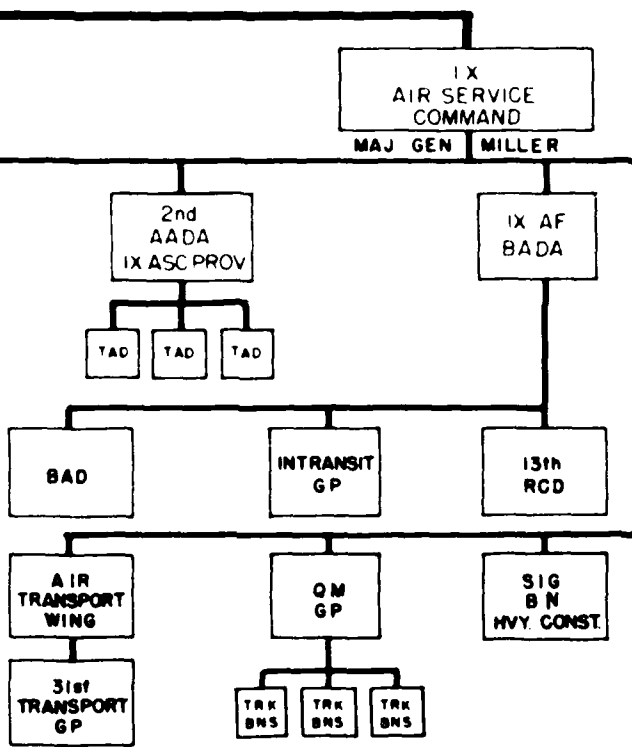 IX
AIR SERVICE
COMMAND
MAJ GEN MILLER
2nd
AADA
IX ASC PROV
IX AF
BADA
TAD
TAD
TAD
BAD
INTRANSIT
GP
13th
RCD
AIR
TRANSPORT
WING
QM
GP
SIG
BN
HVY. CONST.
31st
TRANSPORT
GP
TRK
BNS
TRK
BNS
TRK
BNS